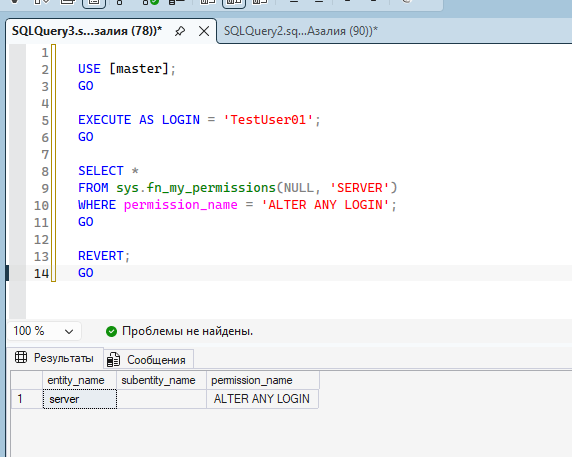 SQLQuery3.s...залия (78))*
SQLQuery2.sq...Азалия (90))*
1
2 USE [master];
3 GO
4
5 EXECUTE AS LOGIN = 'TestUser01';
6 GO
7
8 SELECT *
9 FROM sys.fn_my_permissions(NULL, 'SERVER')
10 WHERE permission_name = 'ALTER ANY LOGIN';
11 GO
12
13 REVERT;
14 GO
100 %
Проблемы не найдены.
Результаты
Сообщения
entity_name subentity_name permission_name
1 server ALTER ANY LOGIN